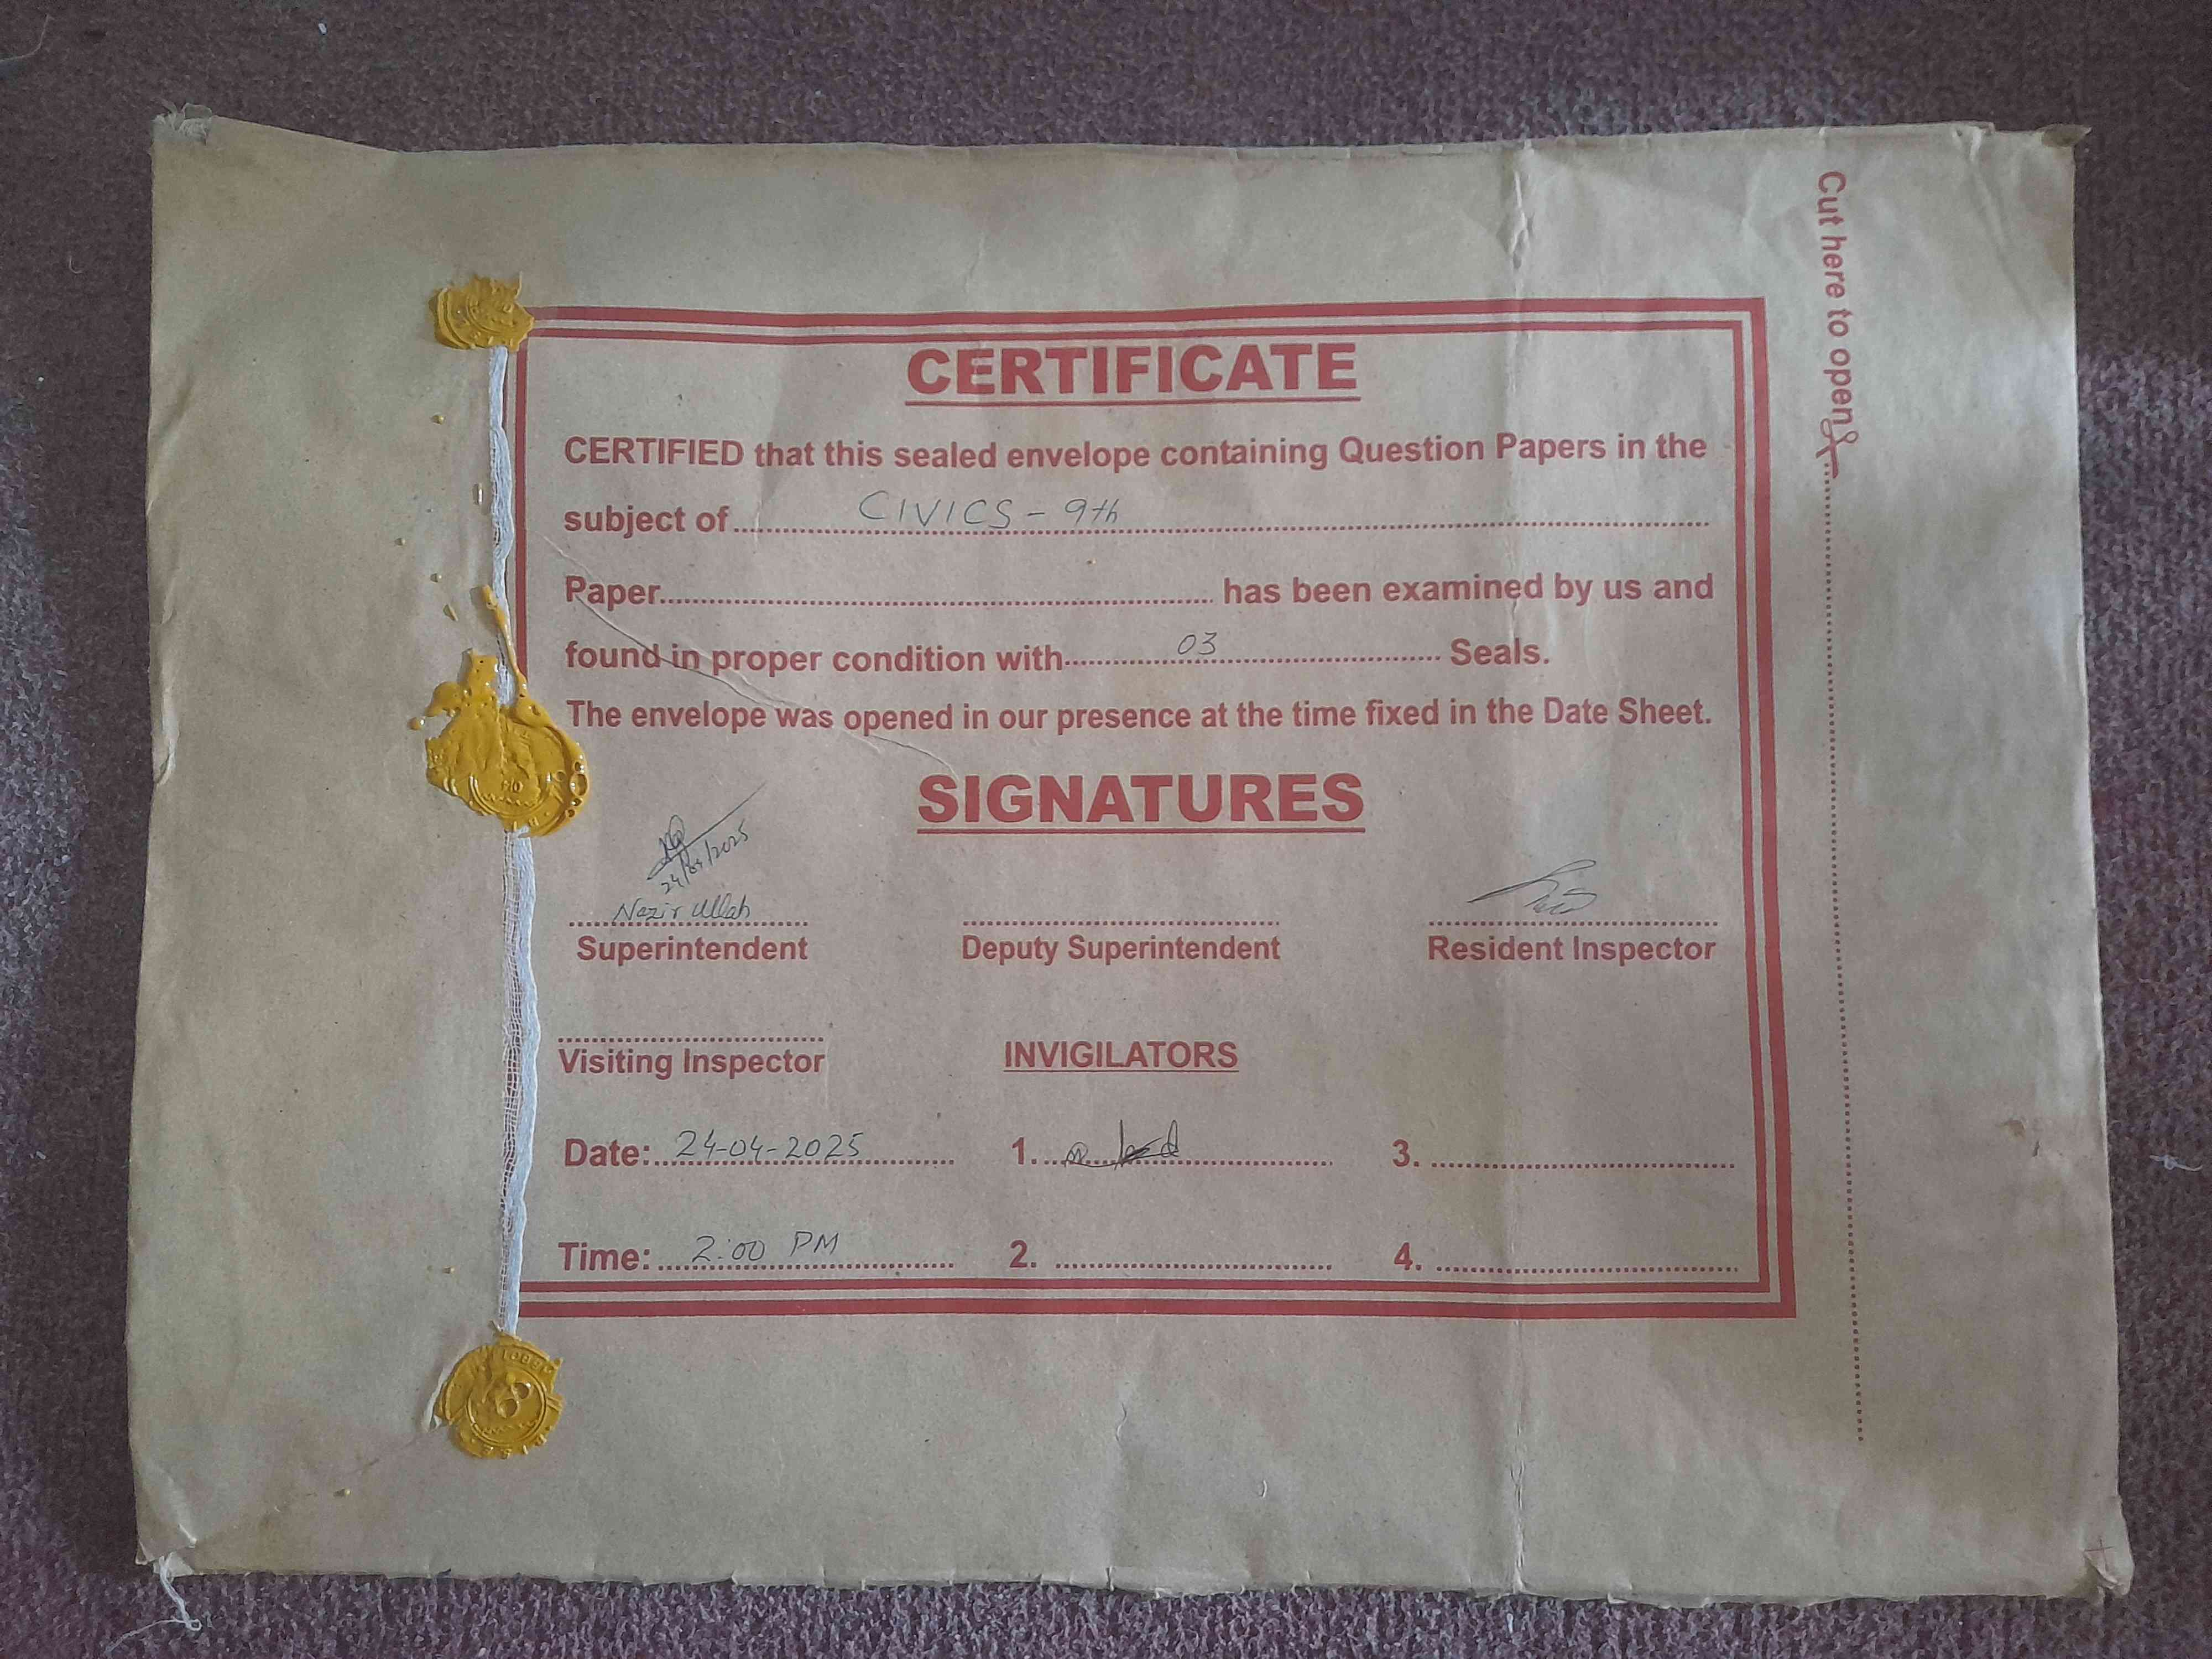 Cut here to open
CERTIFICATE
CERTIFIED that this sealed envelope containing Question Papers in the
subject of CIVICS - 9th
Paper has been examined by us and
found in proper condition with 03 Seals.
The envelope was opened in our presence at the time fixed in the Date Sheet.
SIGNATURES
Nazir Ullah
Superintendent
Deputy Superintendent
Resident Inspector
Visiting Inspector
INVIGILATORS
Date: 24-04-2025
1.
3.
Time: 2:00 PM
2.
4.